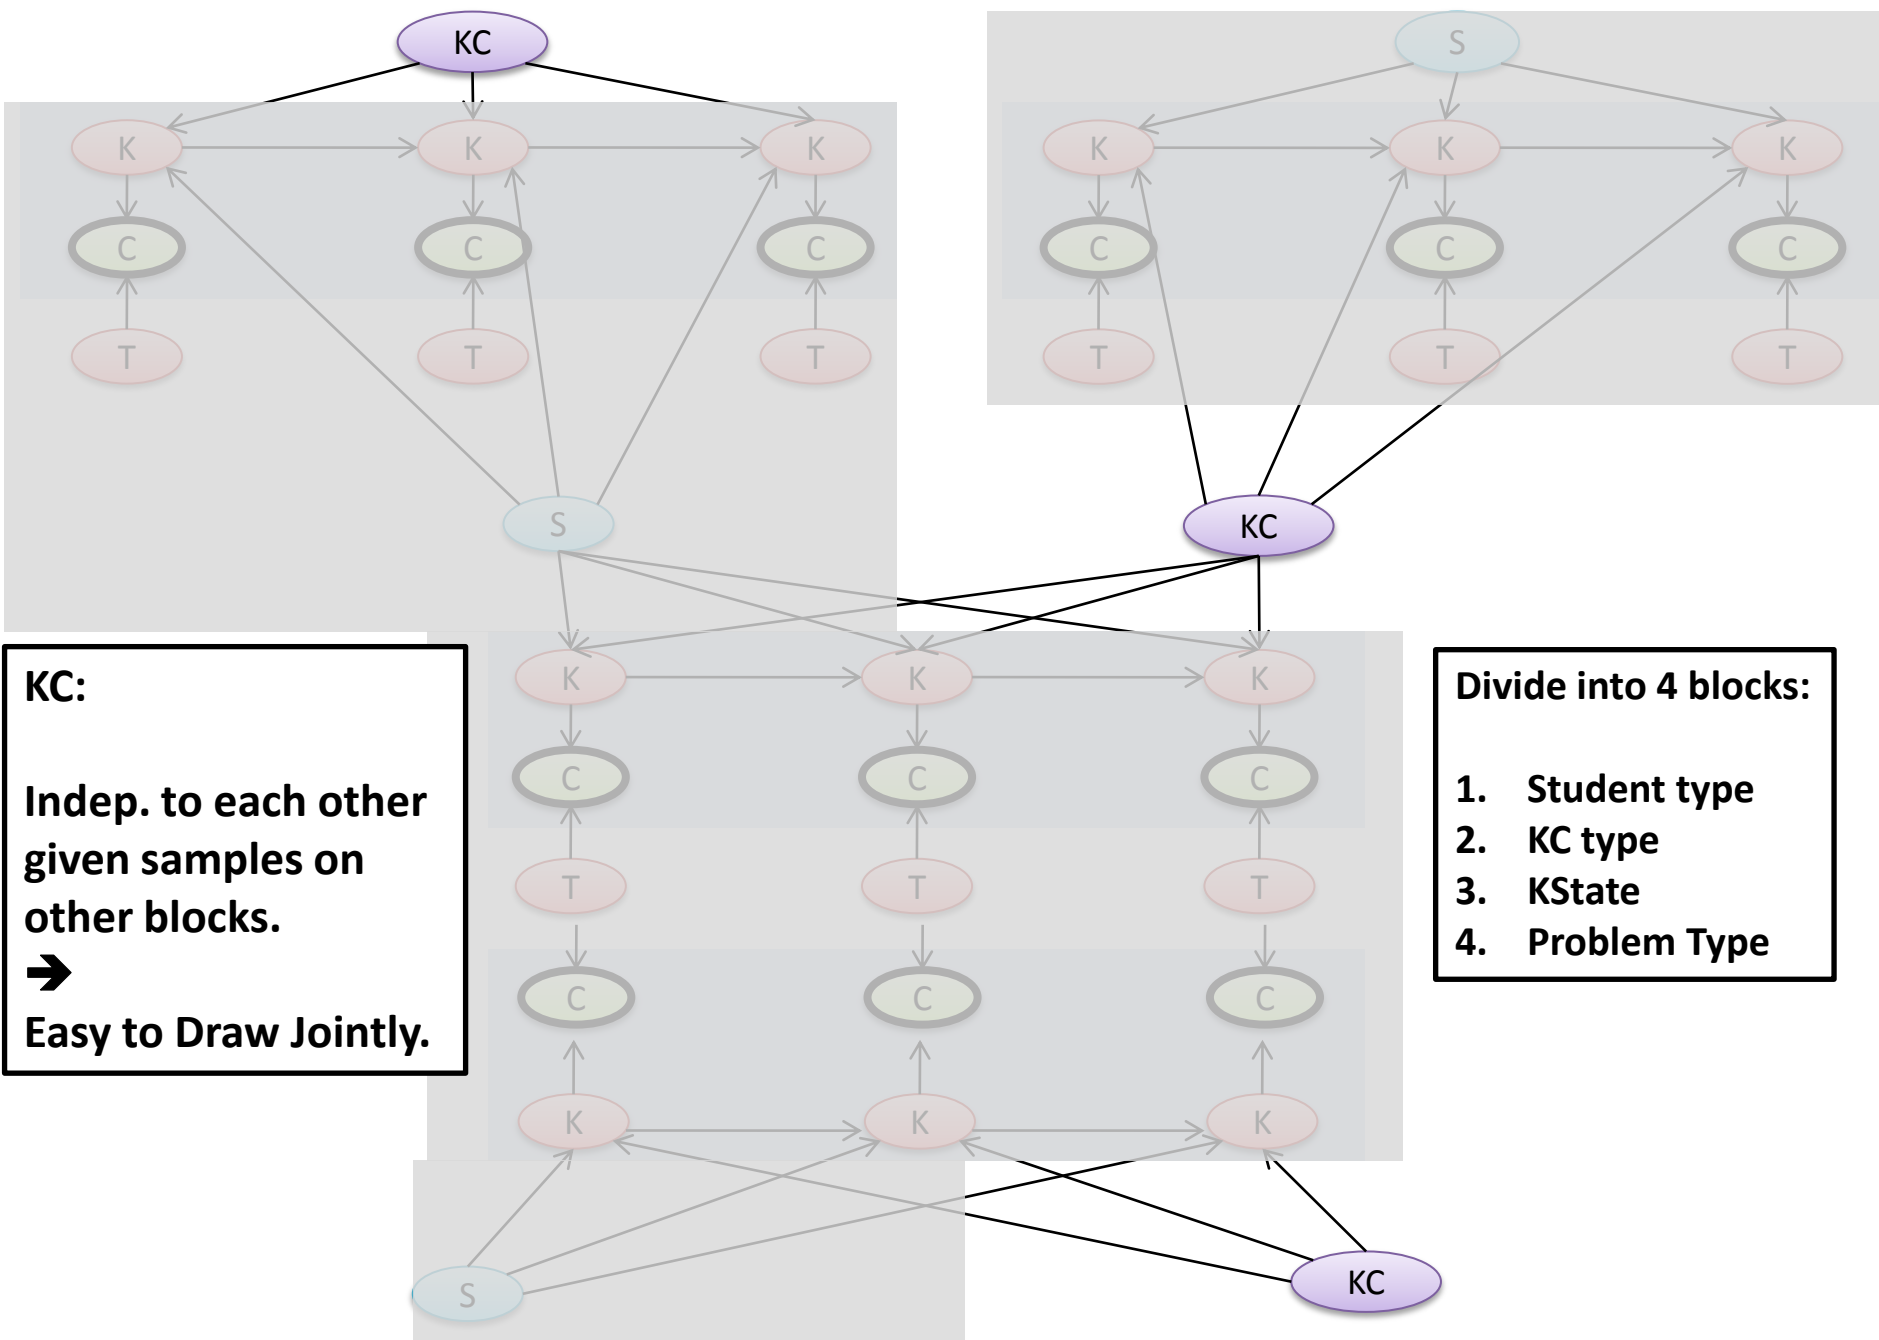 KC
S
K K K
K K K
C C C
C C C
T T T
T T T
S
KC
KC:
Indep. to each other
given samples on
other blocks.
➔
Easy to Draw Jointly.
K K K
C C C
T T T
C C C
K K K
S
KC
Divide into 4 blocks:
1. Student type
2. KC type
3. KState
4. Problem Type